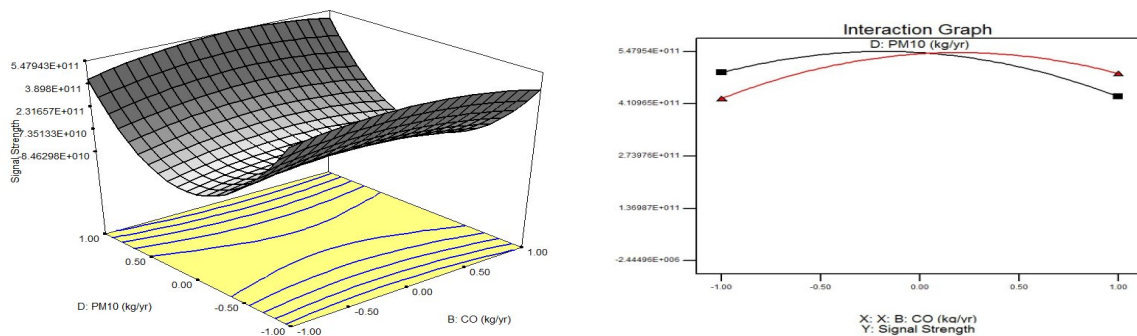 5.47943E+011
3.898E+011
2.31657E+011
7.35133E+010
-8.46298E+010
Signal Strength
1.00
0.50
0.00
-0.50
-1.00
D: PM10 (kg/yr)
-1.00
-0.50
0.00
0.50
1.00
B: CO (kg/yr)
Interaction Graph
D: PM10 (kg/yr)
5.47954E+011
4.10965E+011
2.73976E+011
1.36987E+011
-2.44496E+006
-1.00
-0.50
0.00
0.50
1.00
X: X: B: CO (kg/yr)
Y: Signal Strength